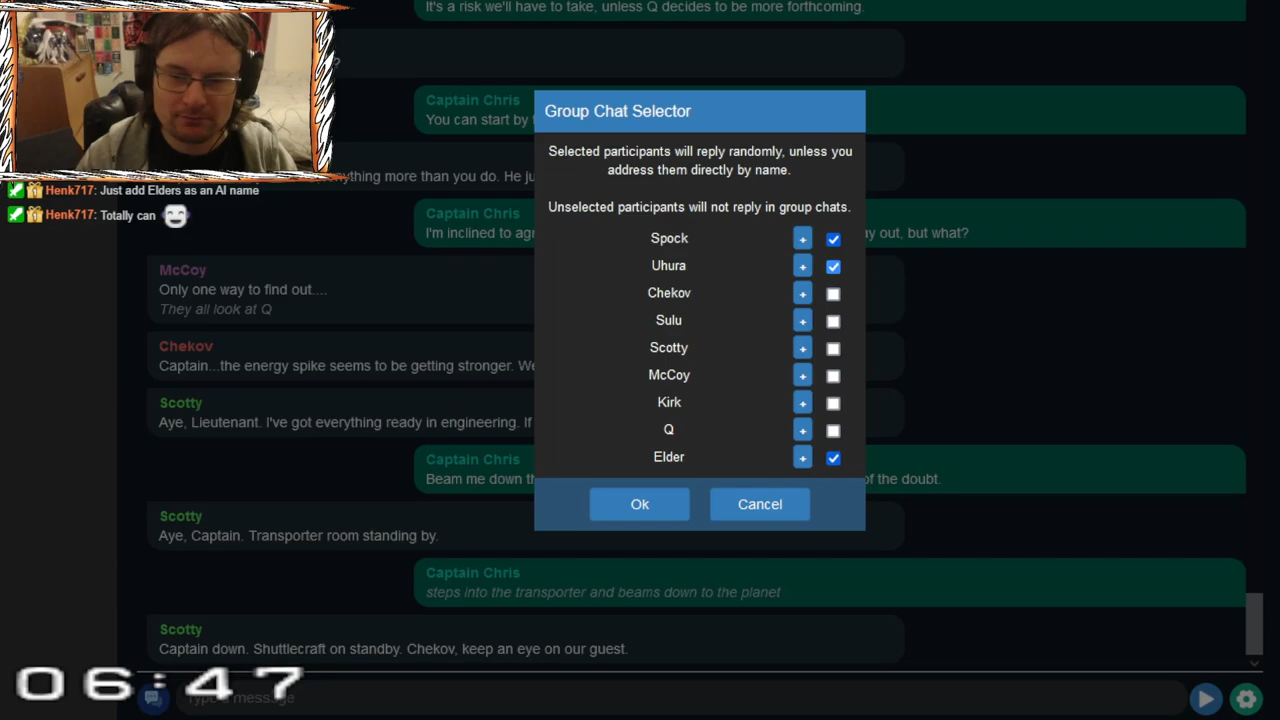 It's a risk we'll have to take, unless Q decides to be more forthcoming.
?
Captain Chris
You can start by
Henk717: Just add Elders as an AI name
Henk717: Totally can
ything more than you do. He ju
Captain Chris
I'm inclined to agr
ay out, but what?
McCoy
Only one way to find out....
They all look at Q
Chekov
Captain...the energy spike seems to be getting stronger. We
Scotty
Aye, Lieutenant. I've got everything ready in engineering. If
Captain Chris
Beam me down th
of the doubt.
Scotty
Aye, Captain. Transporter room standing by.
Captain Chris
steps into the transporter and beams down to the planet
Scotty
Captain down. Shuttlecraft on standby. Chekov, keep an eye on our guest.
Group Chat Selector
Selected participants will reply randomly, unless you
address them directly by name.
Unselected participants will not reply in group chats.
Spock +
Uhura +
Chekov +
Sulu +
Scotty +
McCoy +
Kirk +
Q +
Elder +
Ok Cancel
06:47
Type a message